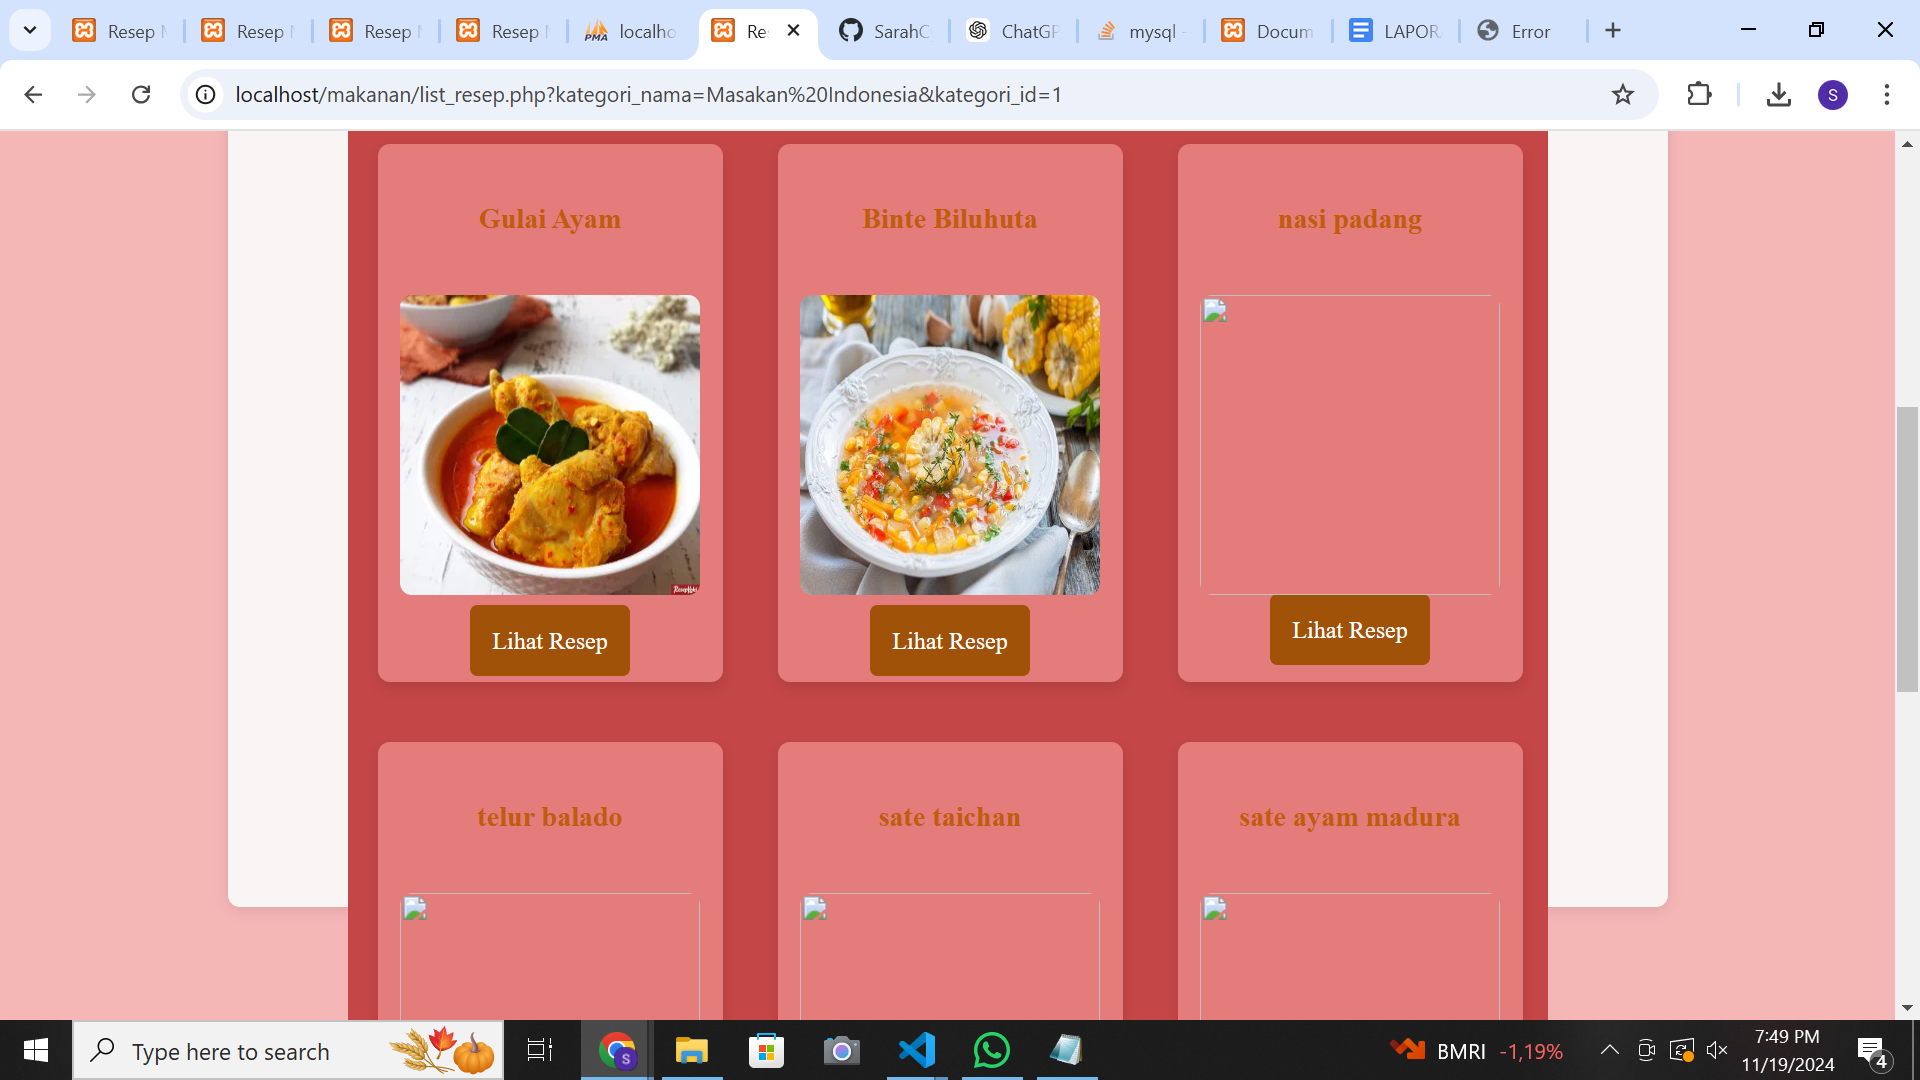 Resep
Resep
Resep
Resep
localho
Re
SarahC
ChatGP
mysql -
Docum
LAPOR
Error
localhost/makanan/list_resep.php?kategori_nama=Masakan%20Indonesia&kategori_id=1
S
Gulai Ayam
Binte Biluhuta
nasi padang
Lihat Resep
Lihat Resep
Lihat Resep
telur balado
sate taichan
sate ayam madura
Type here to search
BMRI -1,19%
7:49 PM
11/19/2024
4